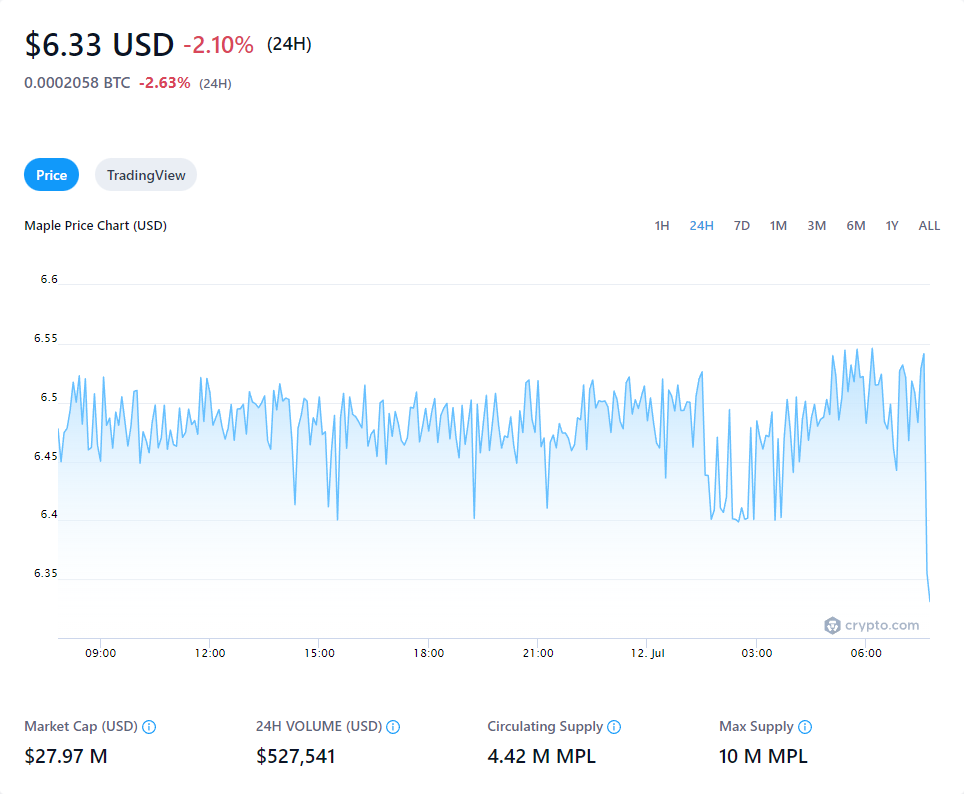 $6.33 USD -2.10% (24H)
0.0002058 BTC -2.63% (24H)
Price TradingView
Maple Price Chart (USD) 1H 24H 7D 1M 3M 6M 1Y ALL
6.6
6.55
6.5
6.45
6.4
6.35
crypto.com
09:00 12:00 15:00 18:00 21:00 12. Jul 03:00 06:00
Market Cap (USD) 24H VOLUME (USD) Circulating Supply Max Supply
$27.97 M $527,541 4.42 M MPL 10 M MPL